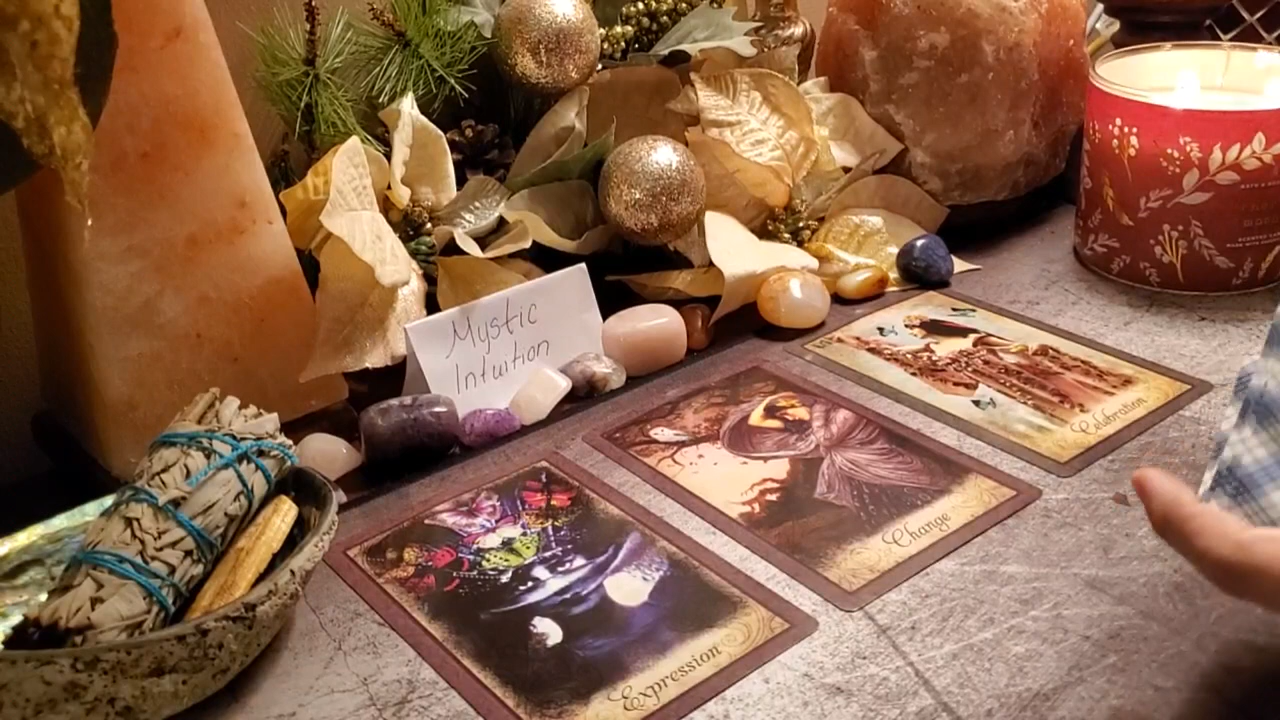 Mystic
Intuition
Expression
Change
Celebration